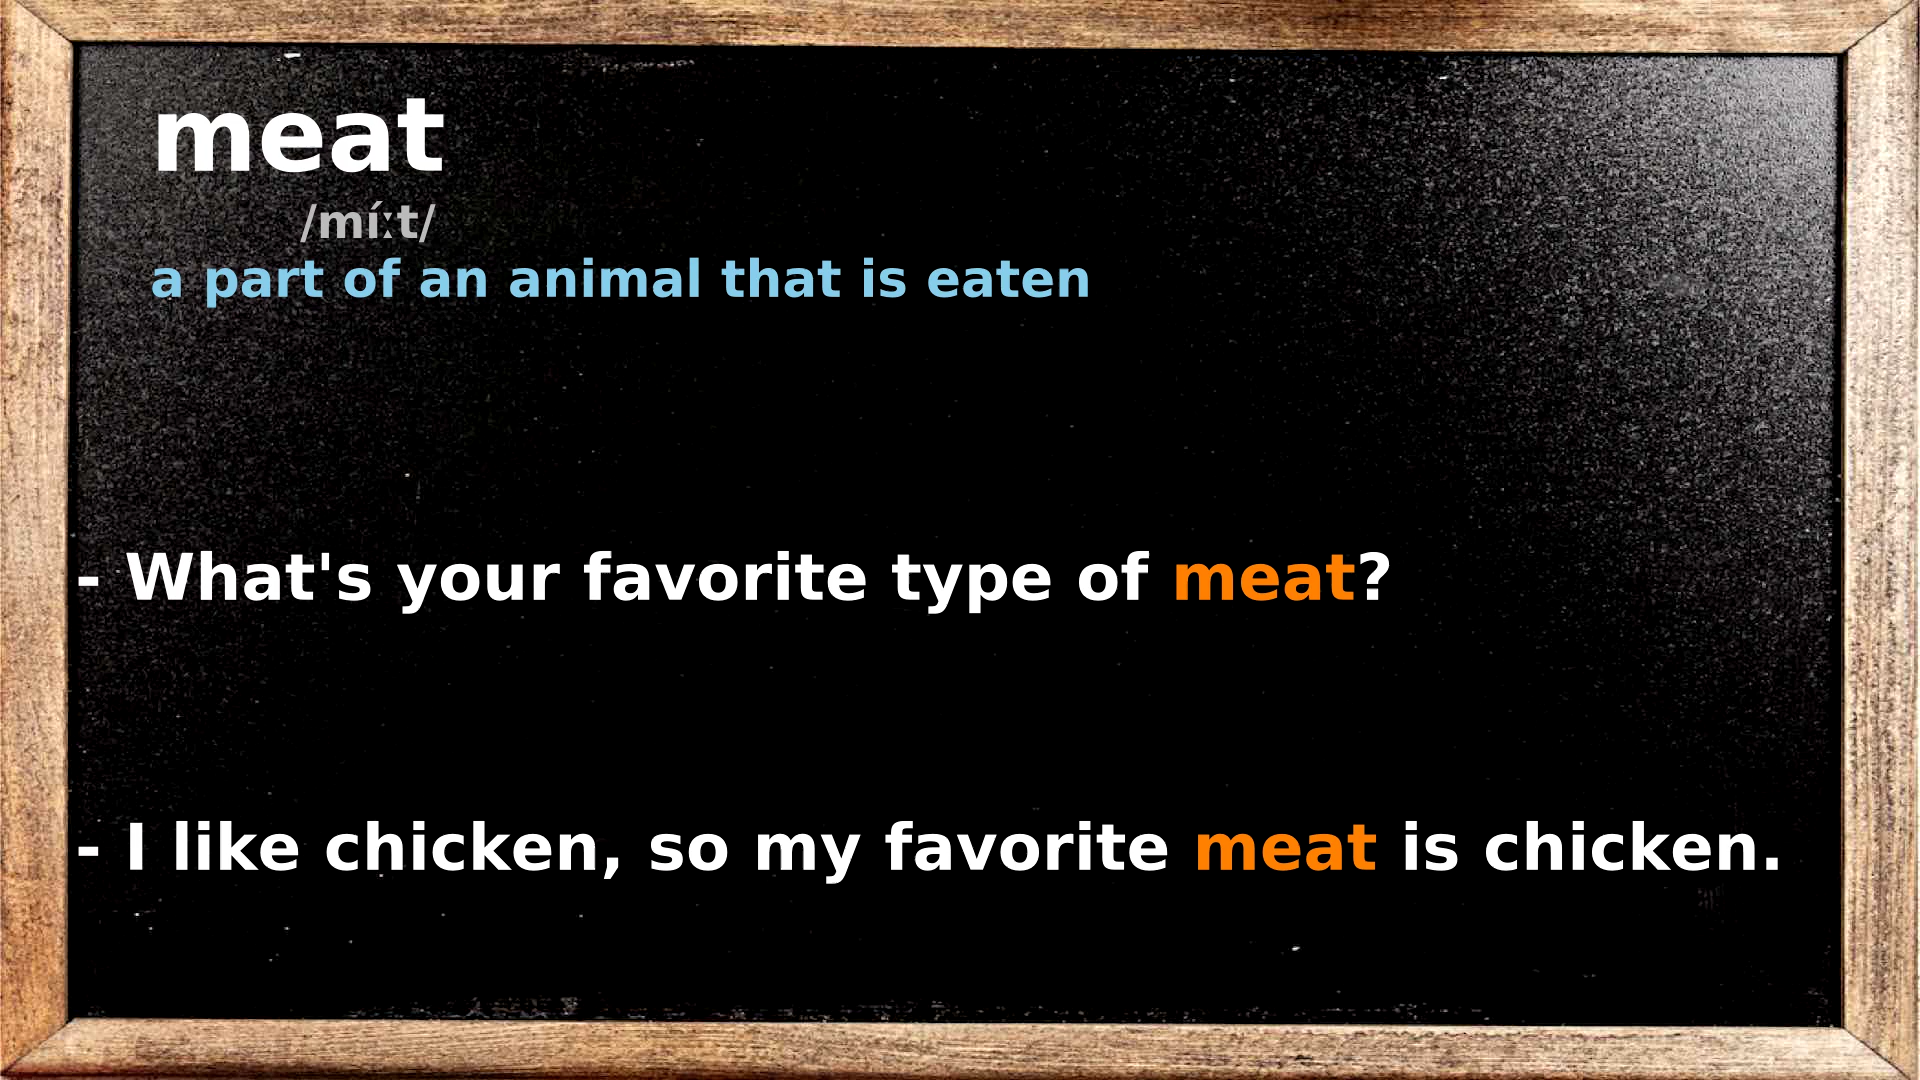 meat
/míːt/
a part of an animal that is eaten
- What's your favorite type of meat?
- I like chicken, so my favorite meat is chicken.